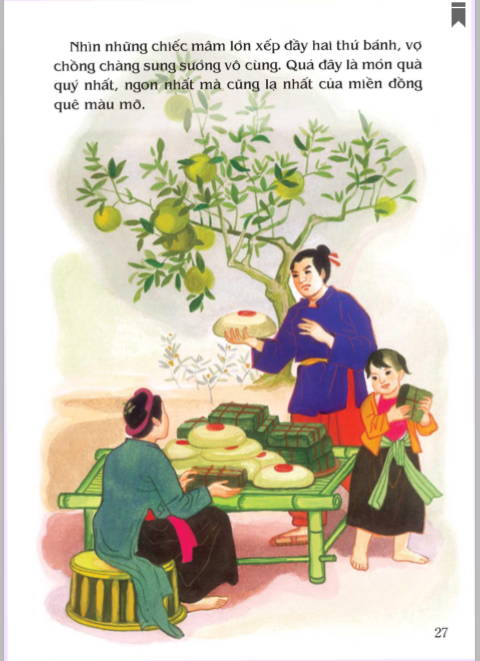 Nhìn những chiếc mâm lớn xếp đầy hai thứ bánh, vợ
chồng chàng sung sướng vô cùng. Quả đây là món quà
quý nhất, ngon nhất mà cũng lạ nhất của miền đồng
quê màu mỡ.
27